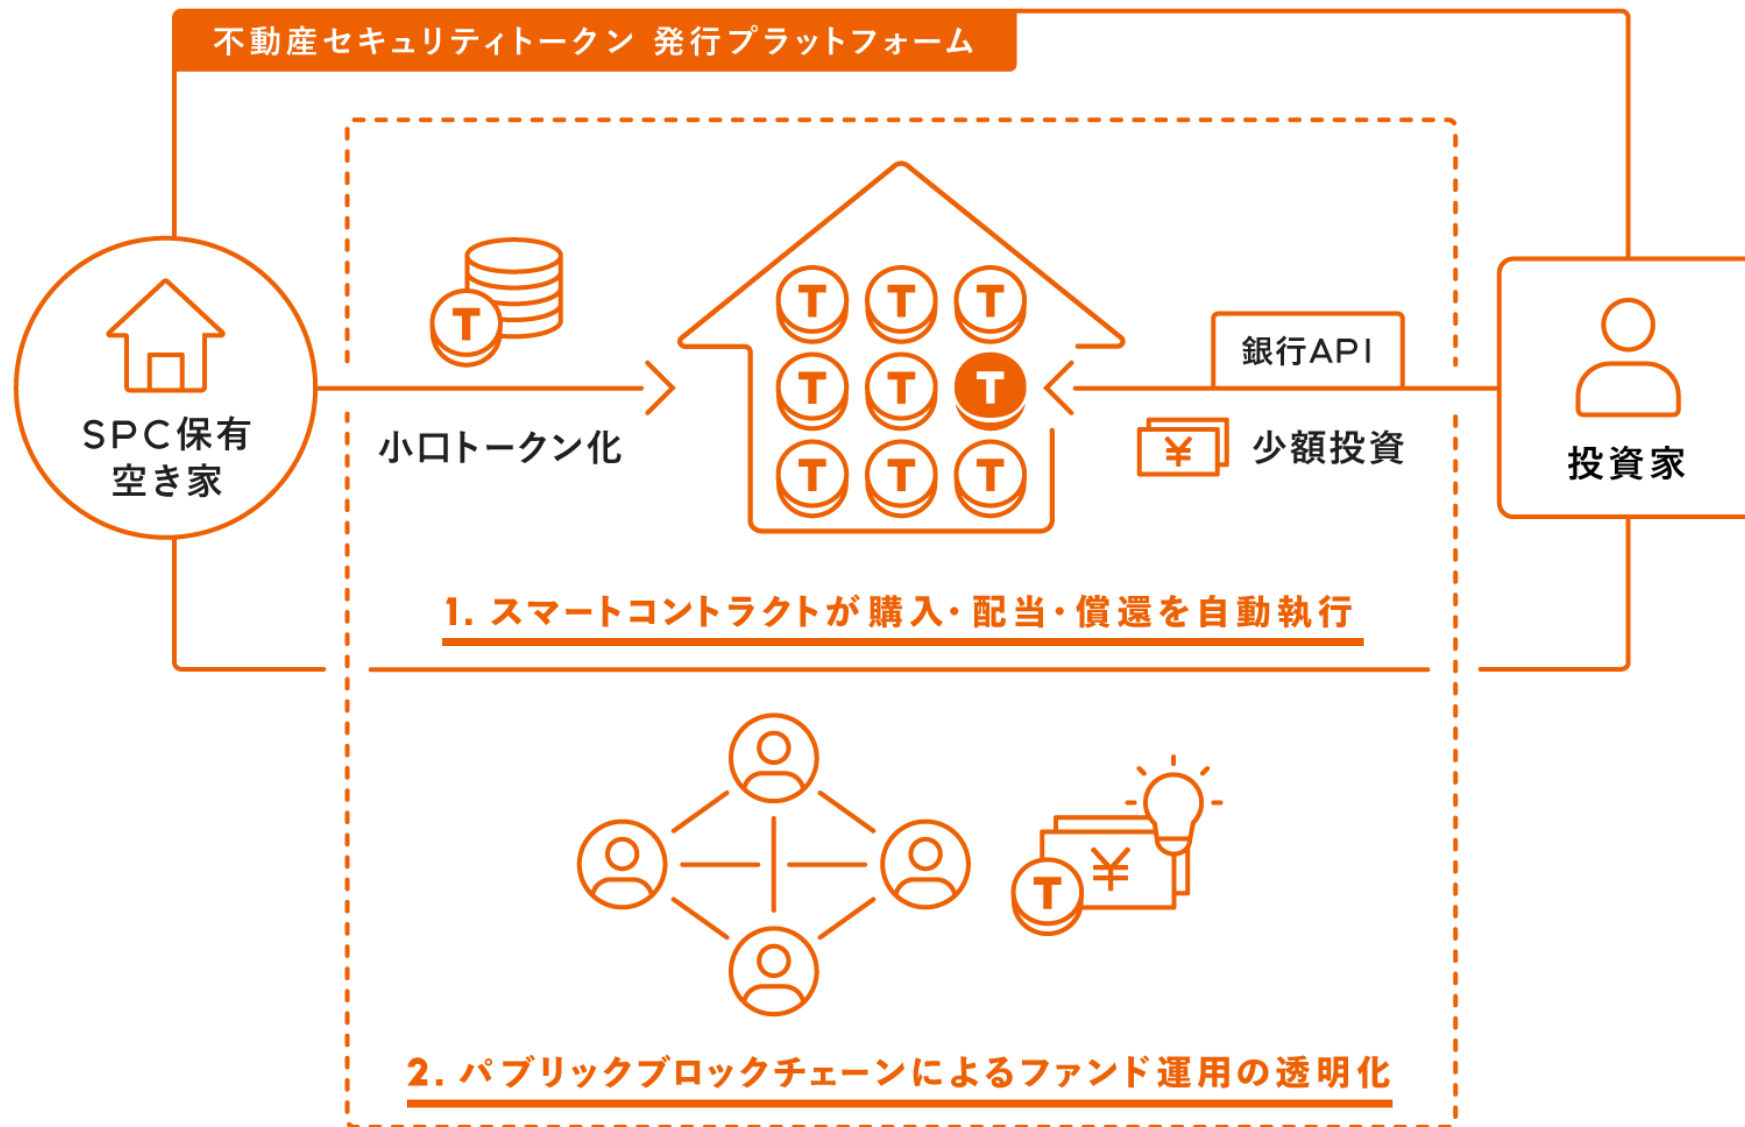 不動産セキュリティトークン 発行プラットフォーム
T
T T T
T T T
T T T
銀行API
SPC保有
空き家
小口トークン化
¥
少額投資
投資家
1. スマートコントラクトが購入・配当・償還を自動執行
¥
T
2. パブリックブロックチェーンによるファンド運用の透明化